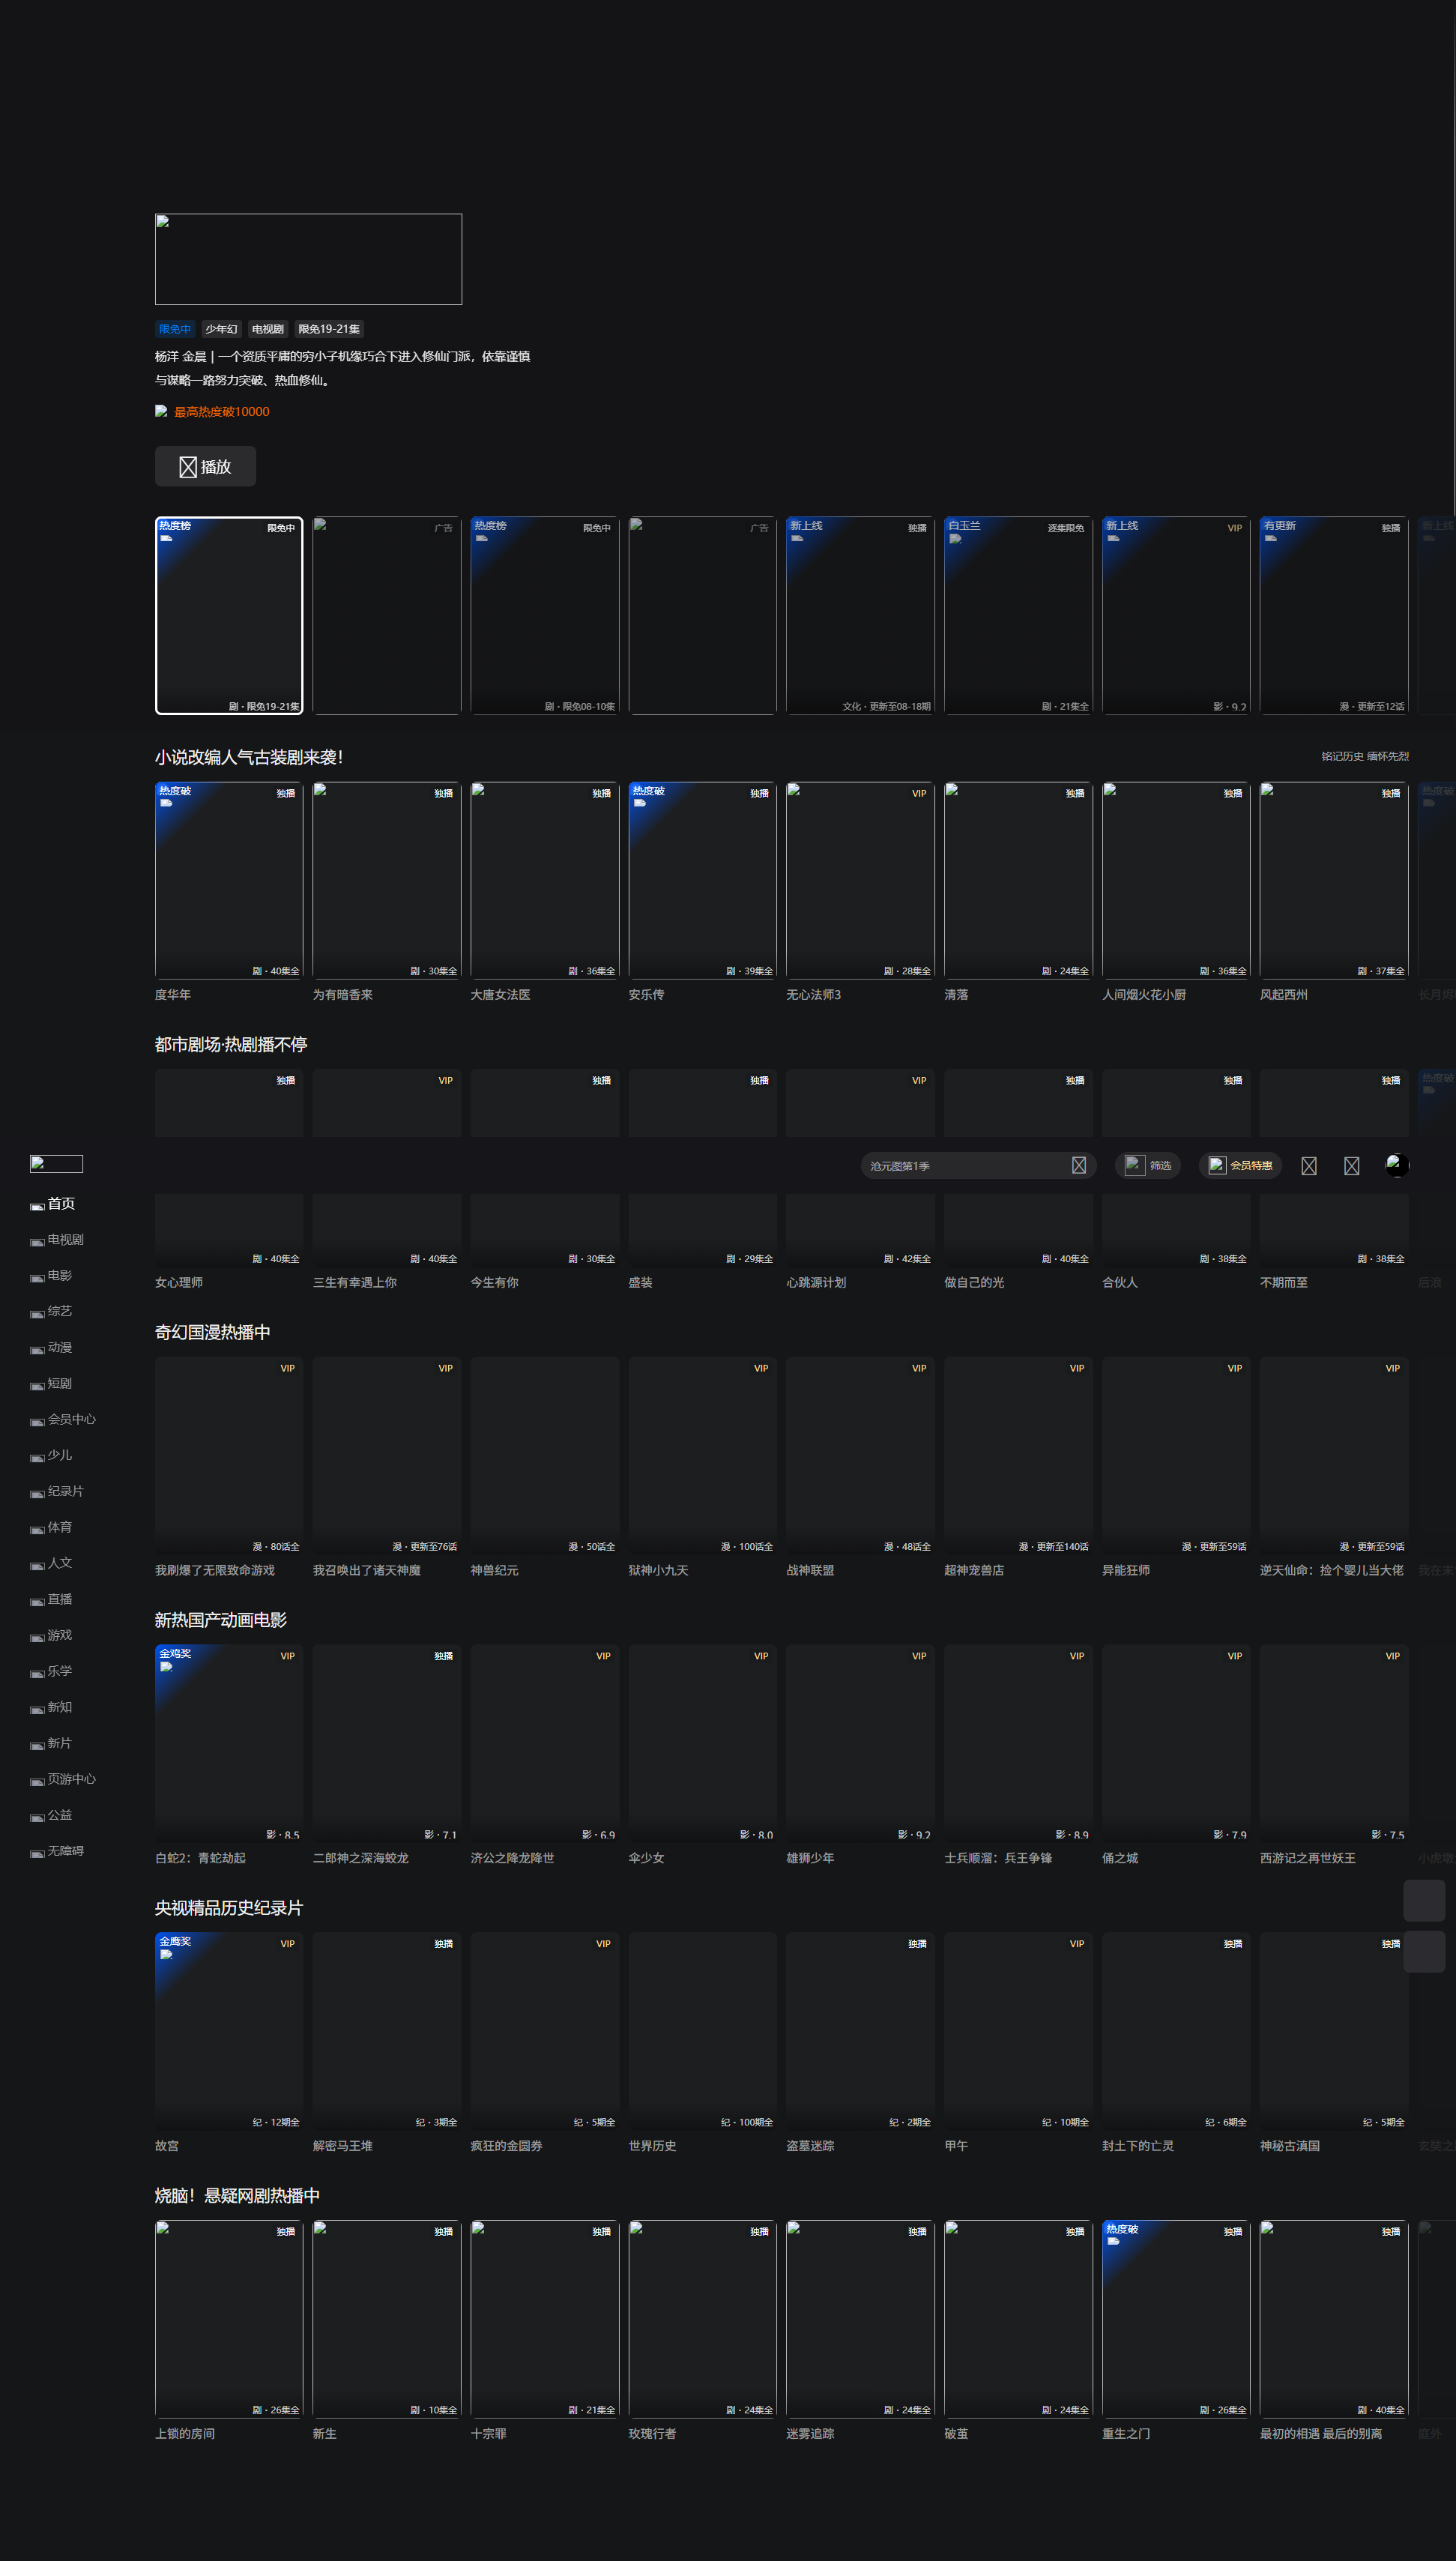 限免中 少年幻 电视剧 限免19-21集
杨洋 金晨 | 一个资质平庸的穷小子机缘巧合下进入修仙门派，依靠谨慎
与谋略一路努力突破、热血修仙。
最高热度破10000
播放
热度榜 限免中 广告 热度榜 限免中 广告 新上线 独播 白玉兰 逐集限免 新上线 VIP 有更新 独播 新上线
剧・限免19-21集 剧・限免08-10集 文化・更新至08-18期 剧・21集全 影・9.2 漫・更新至12话
小说改编人气古装剧来袭！ 铭记历史 缅怀先烈
热度破 独播 独播 独播 热度破 独播 VIP 独播 独播 独播 热度破
剧・40集全 剧・30集全 剧・36集全 剧・39集全 剧・28集全 剧・24集全 剧・36集全 剧・37集全
度华年 为有暗香来 大唐女法医 安乐传 无心法师3 清落 人间烟火花小厨 风起西州
都市剧场·热剧播不停
独播 VIP 独播 独播 VIP 独播 独播 独播 热度破
沧元图第1季 筛选 会员特惠
首页
电视剧
电影
综艺
动漫
短剧
会员中心
少儿
纪录片
体育
人文
直播
游戏
乐学
新知
新片
页游中心
公益
无障碍
剧・40集全 剧・40集全 剧・30集全 剧・29集全 剧・42集全 剧・40集全 剧・38集全 剧・38集全
女心理师 三生有幸遇上你 今生有你 盛装 心跳源计划 做自己的光 合伙人 不期而至 后浪
奇幻国漫热播中
VIP VIP VIP VIP VIP VIP VIP
漫・80话全 漫・更新至76话 漫・50话全 漫・100话全 漫・48话全 漫・更新至140话 漫・更新至59话 漫・更新至59话
我刷爆了无限致命游戏 我召唤出了诸天神魔 神兽纪元 狱神小九天 战神联盟 超神宠兽店 异能狂师 逆天仙命：捡个婴儿当大佬 我在末
新热国产动画电影
金鸡奖 VIP 独播 VIP VIP VIP VIP VIP VIP
影・8.5 影・7.1 影・6.9 影・8.0 影・9.2 影・8.9 影・7.9 影・7.5
白蛇2：青蛇劫起 二郎神之深海蛟龙 济公之降龙降世 伞少女 雄狮少年 士兵顺溜：兵王争锋 俑之城 西游记之再世妖王
央视精品历史纪录片
金鹰奖 VIP 独播 VIP 独播 VIP 独播 独播
纪・12期全 纪・3期全 纪・5期全 纪・100期全 纪・2期全 纪・10期全 纪・6期全 纪・5期全
故宫 解密马王堆 疯狂的金圆券 世界历史 盗墓迷踪 甲午 封土下的亡灵 神秘古滇国
烧脑！悬疑网剧热播中
独播 独播 独播 独播 独播 独播 热度破 独播 独播
剧・26集全 剧・10集全 剧・21集全 剧・24集全 剧・24集全 剧・24集全 剧・26集全 剧・40集全
上锁的房间 新生 十宗罪 玫瑰行者 迷雾追踪 破茧 重生之门 最初的相遇 最后的别离 庭外